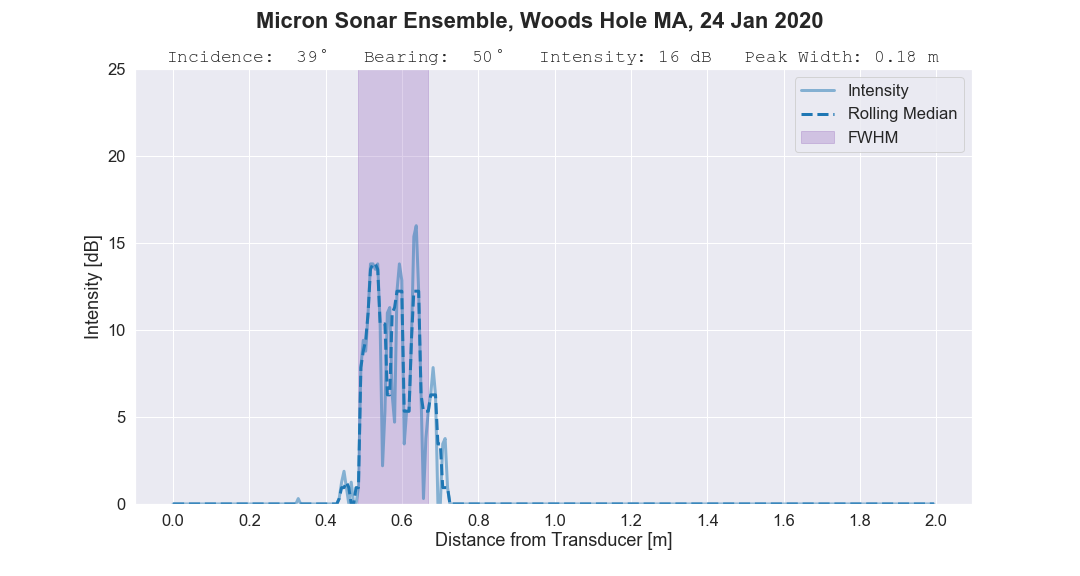 Micron Sonar Ensemble, Woods Hole MA, 24 Jan 2020
Incidence: 39˚ Bearing: 50˚ Intensity: 16 dB Peak Width: 0.18 m
Intensity
Rolling Median
FWHM
25
20
15
10
5
0
Intensity [dB]
0.0 0.2 0.4 0.6 0.8 1.0 1.2 1.4 1.6 1.8 2.0
Distance from Transducer [m]